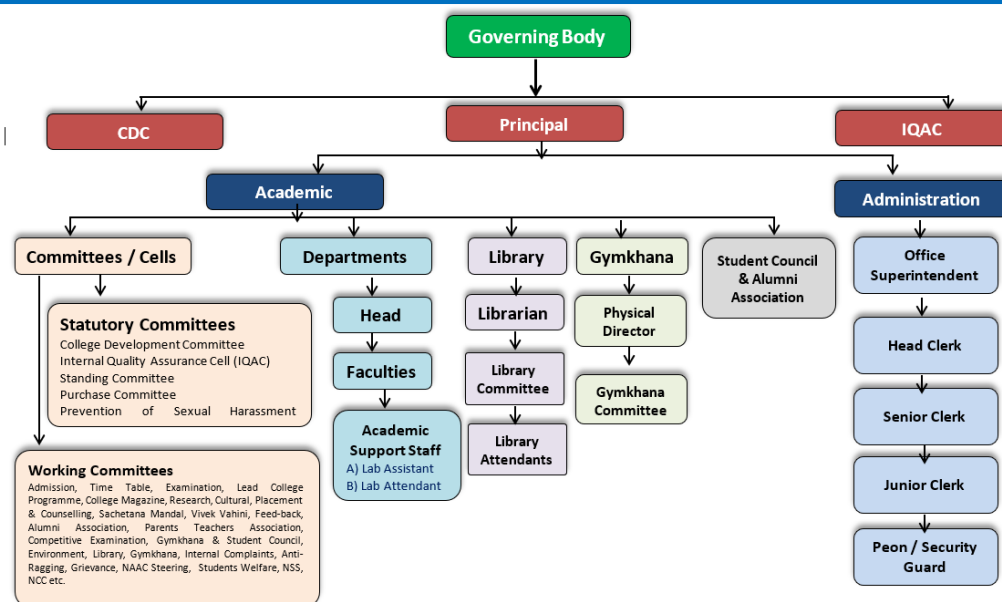 Governing Body
CDC
Principal
IQAC
Academic
Administration
Committees / Cells
Departments
Library
Gymkhana
Student Council
& Alumni
Association
Office
Superintendent
Statutory Committees
College Development Committee
Internal Quality Assurance Cell (IQAC)
Standing Committee
Purchase Committee
Prevention of Sexual Harassment
Head
Faculties
Academic
Support Staff
A) Lab Assistant
B) Lab Attendant
Librarian
Library
Committee
Library
Attendants
Physical
Director
Gymkhana
Committee
Head Clerk
Senior Clerk
Junior Clerk
Peon / Security
Guard
Working Committees
Admission, Time Table, Examination, Lead College
Programme, College Magazine, Research, Cultural, Placement
& Counselling, Sachetana Mandal, Vivek Vahini, Feed-back,
Alumni Association, Parents Teachers Association,
Competitive Examination, Gymkhana & Student Council,
Environment, Library, Gymkhana, Internal Complaints, Anti-
Ragging, Grievance, NAAC Steering, Students Welfare, NSS,
NCC etc.